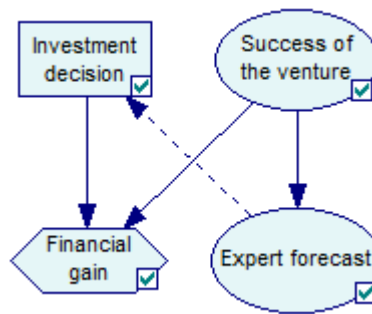 Investment
decision
Success of
the venture
Financial
gain
Expert forecast